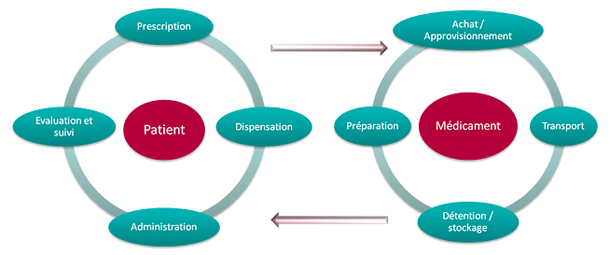 Prescription
Evaluation et
suivi
Patient
Dispensation
Administration
Achat /
Approvisionnement
Préparation
Médicament
Transport
Détention /
stockage